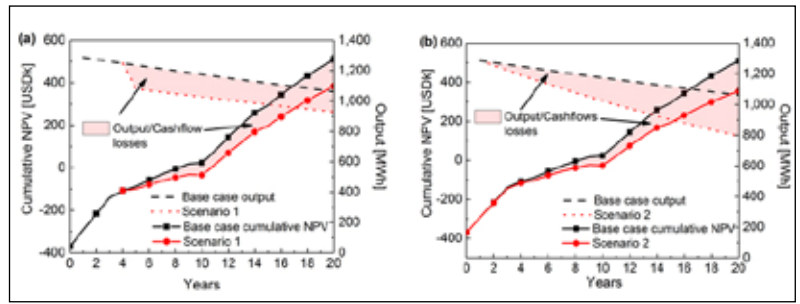 (a)
600
400
200
0
-200
-400
Cumulative NPV [USDk]
1,400
1,200
1,000
800
600
400
200
0
Output [MWh]
Output/Cashflow
losses
Base case output
Scenario 1
Base case cumulative NPV
Scenario 1
0 2 4 6 8 10 12 14 16 18 20
Years
(b)
600
400
200
0
-200
-400
Cumulative NPV [USDk]
1,400
1,200
1,000
800
600
400
200
0
Output [MWh]
Output/Cashflows
losses
Base case output
Scenario 2
Base case cumulative NPV
Scenario 2
0 2 4 6 8 10 12 14 16 18 20
Years